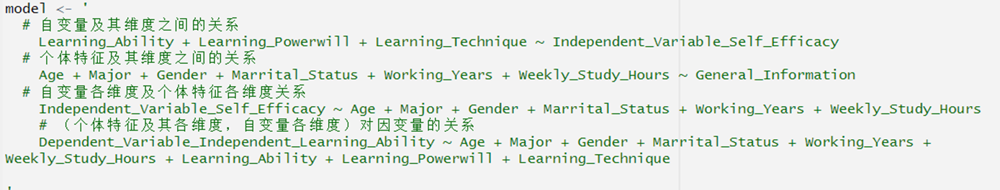 model <- '
# 自变量及其维度之间的关系
Learning_Ability + Learning_Powerwill + Learning_Technique ~ Independent_Variable_Self_Efficacy
# 个体特征及其维度之间的关系
Age + Major + Gender + Marrital_Status + Working_Years + Weekly_Study_Hours ~ General_Information
# 自变量各维度及个体特征各维度关系
Independent_Variable_Self_Efficacy ~ Age + Major + Gender + Marrital_Status + Working_Years + Weekly_Study_Hours
# （个体特征及其各维度，自变量各维度）对因变量的关系
Dependent_Variable_Independent_Learning_Ability ~ Age + Major + Gender + Marrital_Status + Working_Years +
Weekly_Study_Hours + Learning_Ability + Learning_Powerwill + Learning_Technique
'